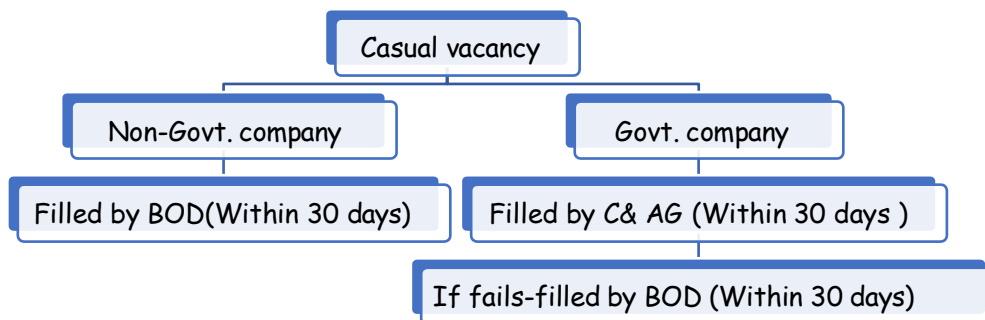 Casual vacancy
Non-Govt. company
Govt. company
Filled by BOD(Within 30 days)
Filled by C& AG (Within 30 days )
If fails-filled by BOD (Within 30 days)